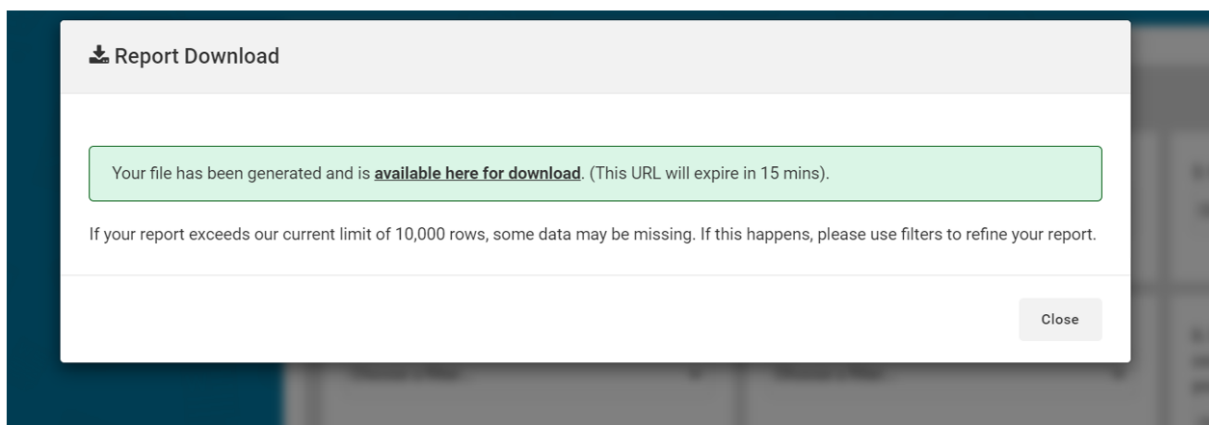 Report Download
Your file has been generated and is available here for download. (This URL will expire in 15 mins).
If your report exceeds our current limit of 10,000 rows, some data may be missing. If this happens, please use filters to refine your report.
Close